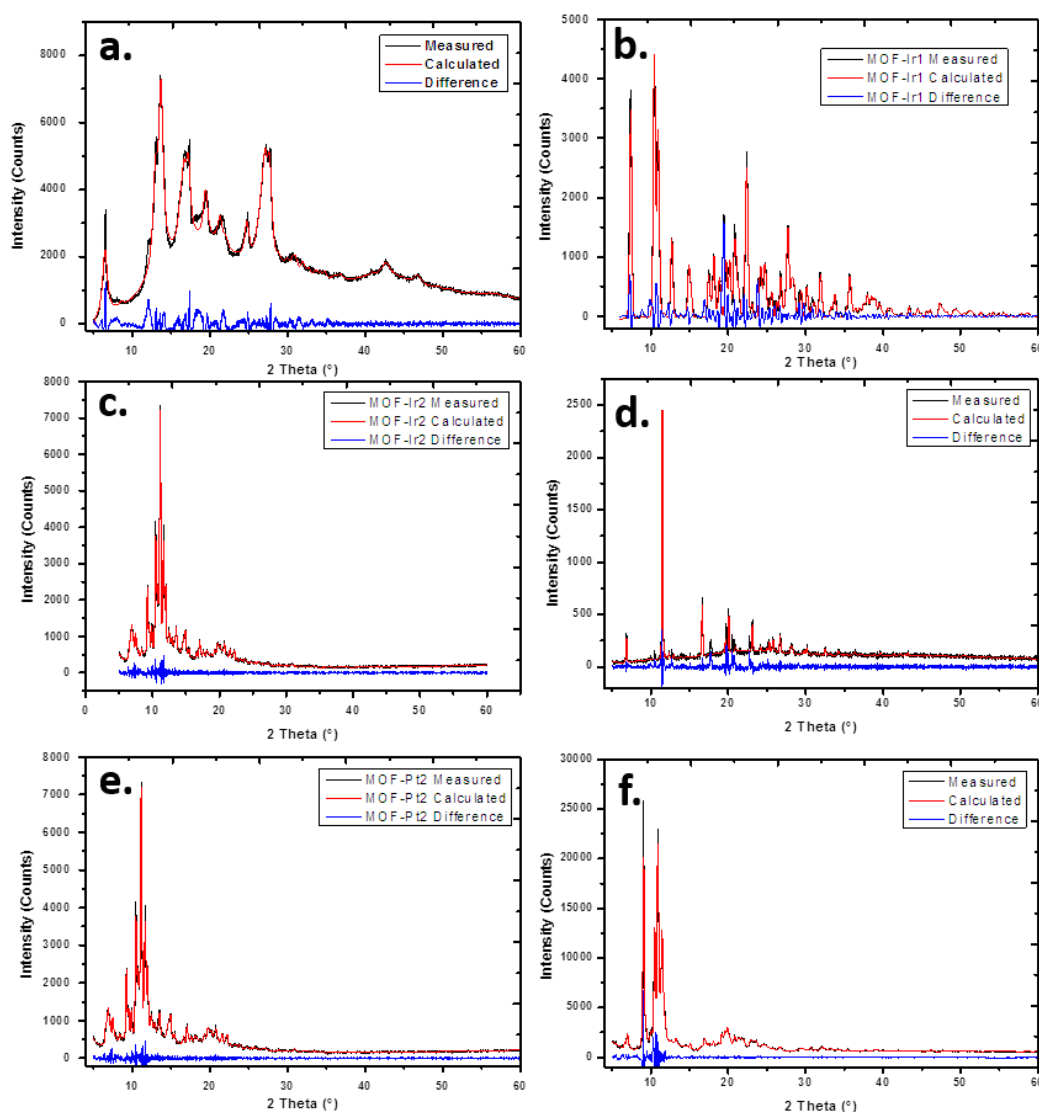 a.
Measured
Calculated
Difference
8000
6000
4000
2000
0
Intensity (Counts)
10 20 30 40 50 60
2 Theta (°)
b.
MOF-Ir1 Measured
MOF-Ir1 Calculated
MOF-Ir1 Difference
5000
4000
3000
2000
1000
0
Intensity (Counts)
10 20 30 40 50 60
2 Theta (°)
c.
MOF-Ir2 Measured
MOF-Ir2 Calculated
MOF-Ir2 Difference
8000
7000
6000
5000
4000
3000
2000
1000
0
Intensity (Counts)
0 10 20 30 40 50 60
2 Theta (°)
d.
Measured
Calculated
Difference
2500
2000
1500
1000
500
0
Intensity (Counts)
10 20 30 40 50 60
2 Theta (°)
e.
MOF-Pt2 Measured
MOF-Pt2 Calculated
MOF-Pt2 Difference
8000
7000
6000
5000
4000
3000
2000
1000
0
Intensity (Counts)
10 20 30 40 50 60
2 Theta (°)
f.
Measured
Calculated
Difference
30000
25000
20000
15000
10000
5000
0
Intensity (Counts)
10 20 30 40 50 60
2 Theta (°)